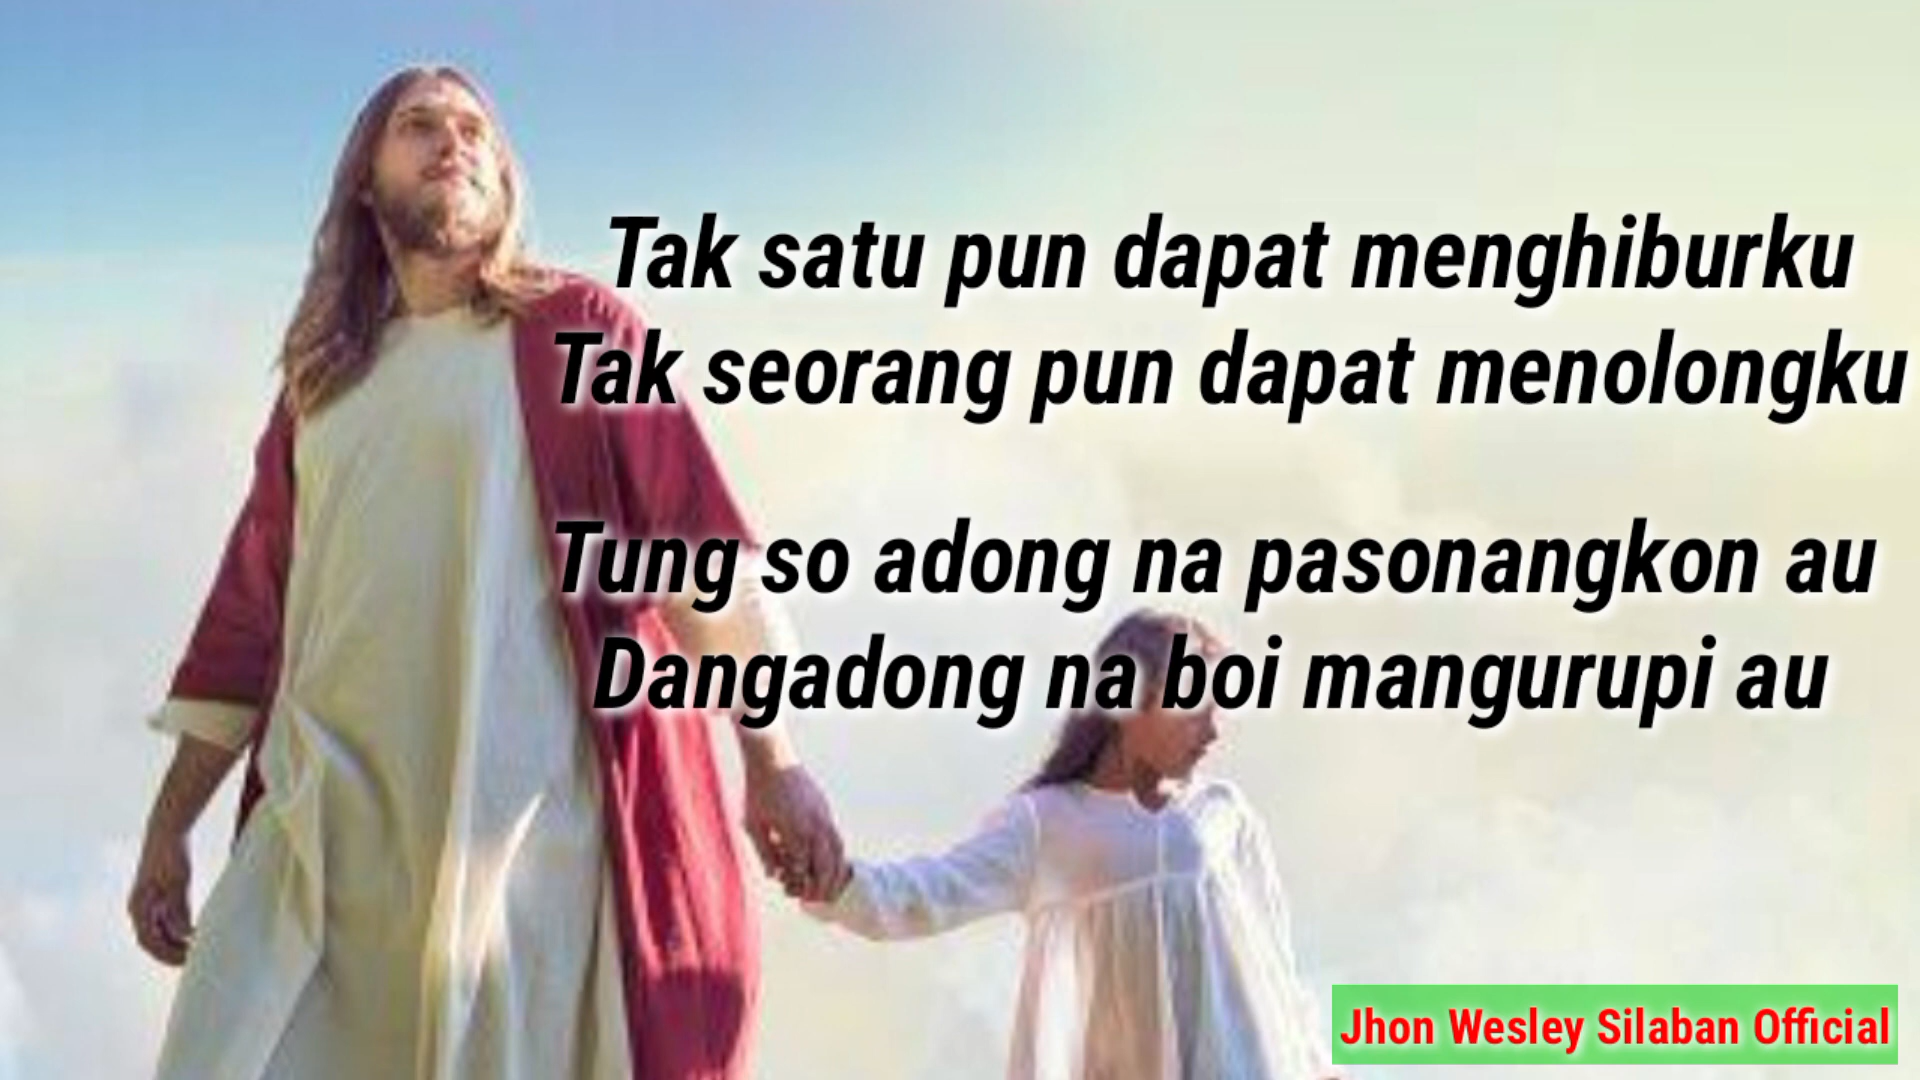 Tak satu pun dapat menghiburku
Tak seorang pun dapat menolongku
Tung so adong na pasonangkon au
Dangadong na boi mangurupi au
Jhon Wesley Silaban Official